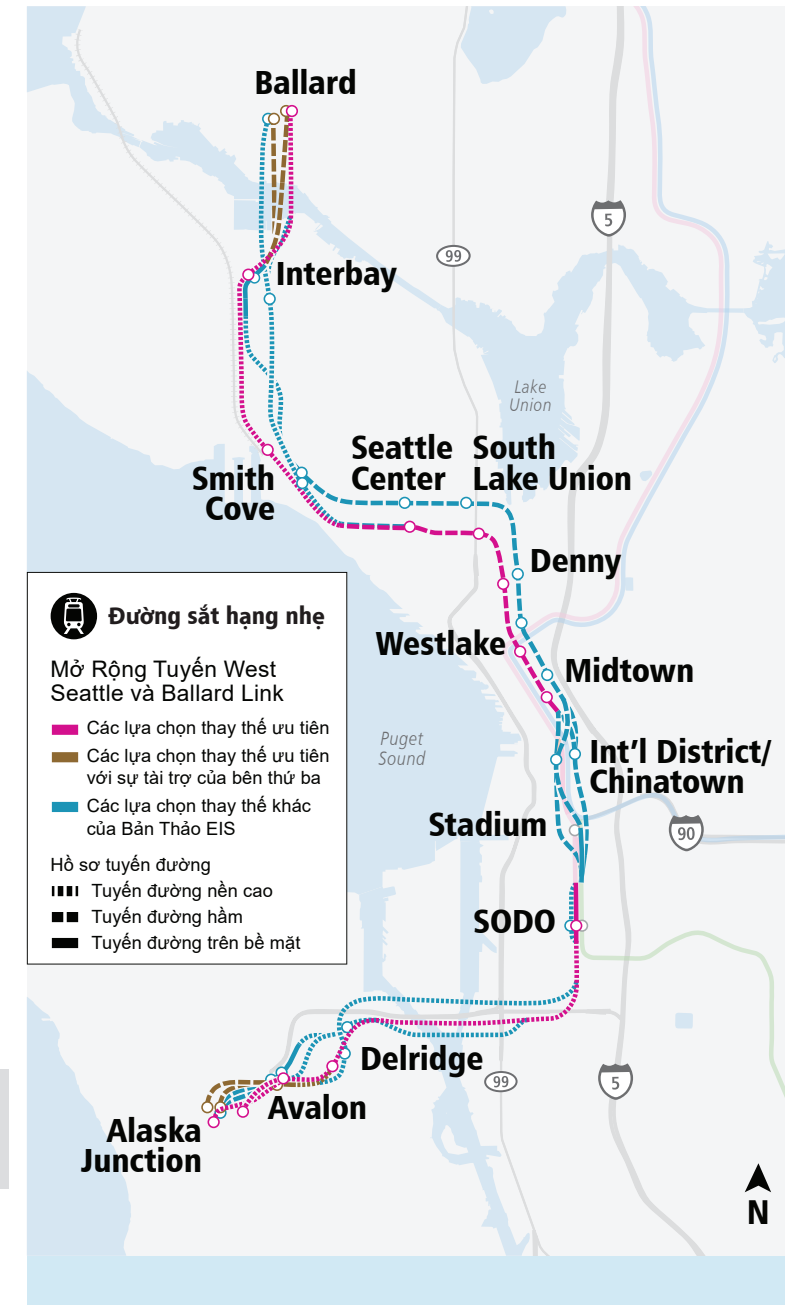 Ballard
5
99
Interbay
Lake
Union
Seattle
Center
South
Lake Union
Smith
Cove
Denny
Đường sắt hạng nhẹ
Westlake
Midtown
Mở Rộng Tuyến West
Seattle và Ballard Link
Các lựa chọn thay thế ưu tiên
Các lựa chọn thay thế ưu tiên
với sự tài trợ của bên thứ ba
Các lựa chọn thay thế khác
của Bản Thảo EIS
Puget
Sound
Int'l District/
Chinatown
Stadium
90
Hồ sơ tuyến đường
Tuyến đường nền cao
Tuyến đường hầm
Tuyến đường trên bề mặt
SODO
Delridge
99
5
Avalon
Alaska
Junction
N